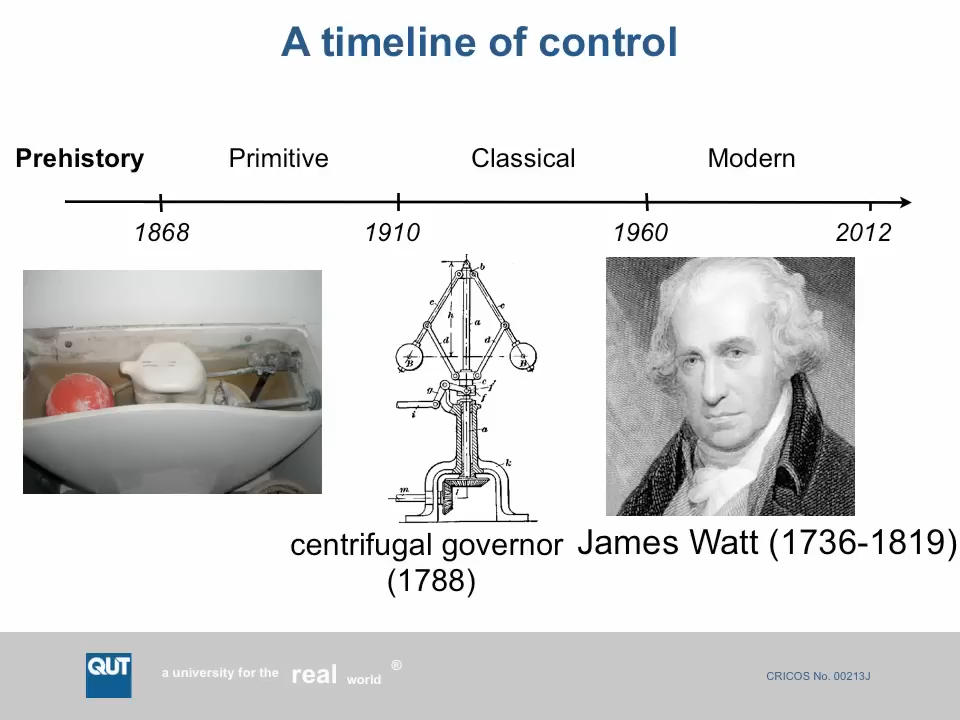 A timeline of control
Prehistory Primitive Classical Modern
1868 1910 1960 2012
b
c c
h
a
d d
B B
e
g f
f
i
a
k
m
l
centrifugal governor
(1788)
James Watt (1736-1819)
QUT
a university for the real world ®
CRICOS No. 00213J